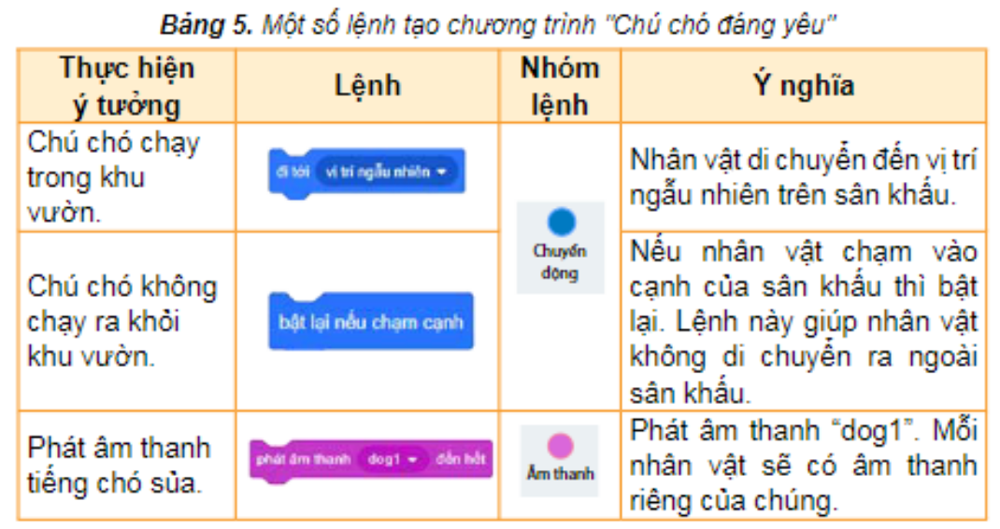 Bảng 5. Một số lệnh tạo chương trình "Chú chó đáng yêu"
Thực hiện
ý tưởng
Lệnh
Nhóm
lệnh
Ý nghĩa
Chú chó chạy
trong khu
vườn.
đi tới vị trí ngẫu nhiên
Chuyển
động
Nhân vật di chuyển đến vị trí
ngẫu nhiên trên sân khấu.
Chú chó không
chạy ra khỏi
khu vườn.
bật lại nếu chạm cạnh
Nếu nhân vật chạm vào
cạnh của sân khấu thì bật
lại. Lệnh này giúp nhân vật
không di chuyển ra ngoài
sân khấu.
Phát âm thanh
tiếng chó sủa.
phát âm thanh dog1 đến hết
Âm thanh
Phát âm thanh “dog1”. Mỗi
nhân vật sẽ có âm thanh
riêng của chúng.